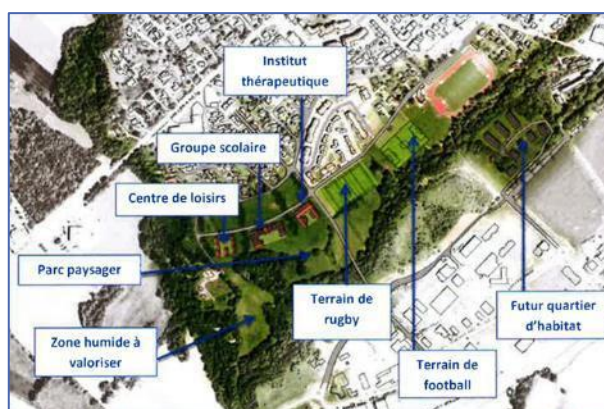 Institut
thérapeutique
Groupe scolaire
Centre de loisirs
Parc paysager
Zone humide à
valoriser
Terrain de
rugby
Terrain de
football
Futur quartier
d'habitat